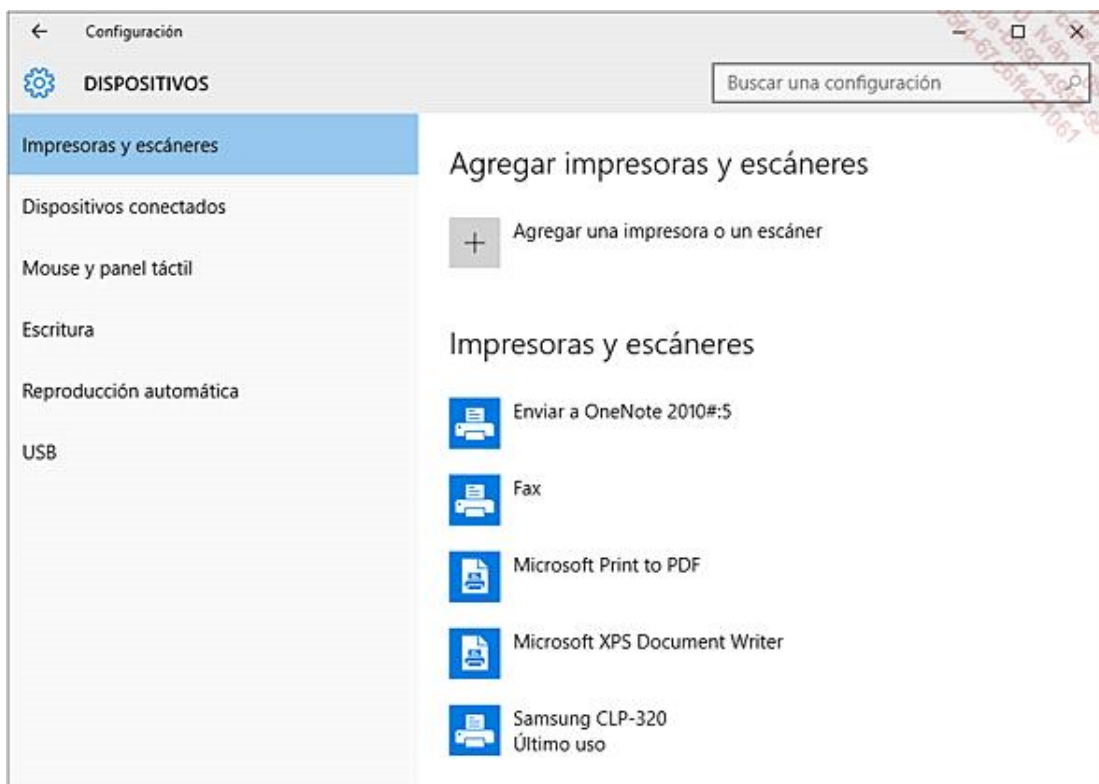 Configuración
DISPOSITIVOS
Buscar una configuración
Impresoras y escáneres
Dispositivos conectados
Mouse y panel táctil
Escritura
Reproducción automática
USB
Agregar impresoras y escáneres
Agregar una impresora o un escáner
Impresoras y escáneres
Enviar a OneNote 2010#:5
Fax
Microsoft Print to PDF
Microsoft XPS Document Writer
Samsung CLP-320
Último uso